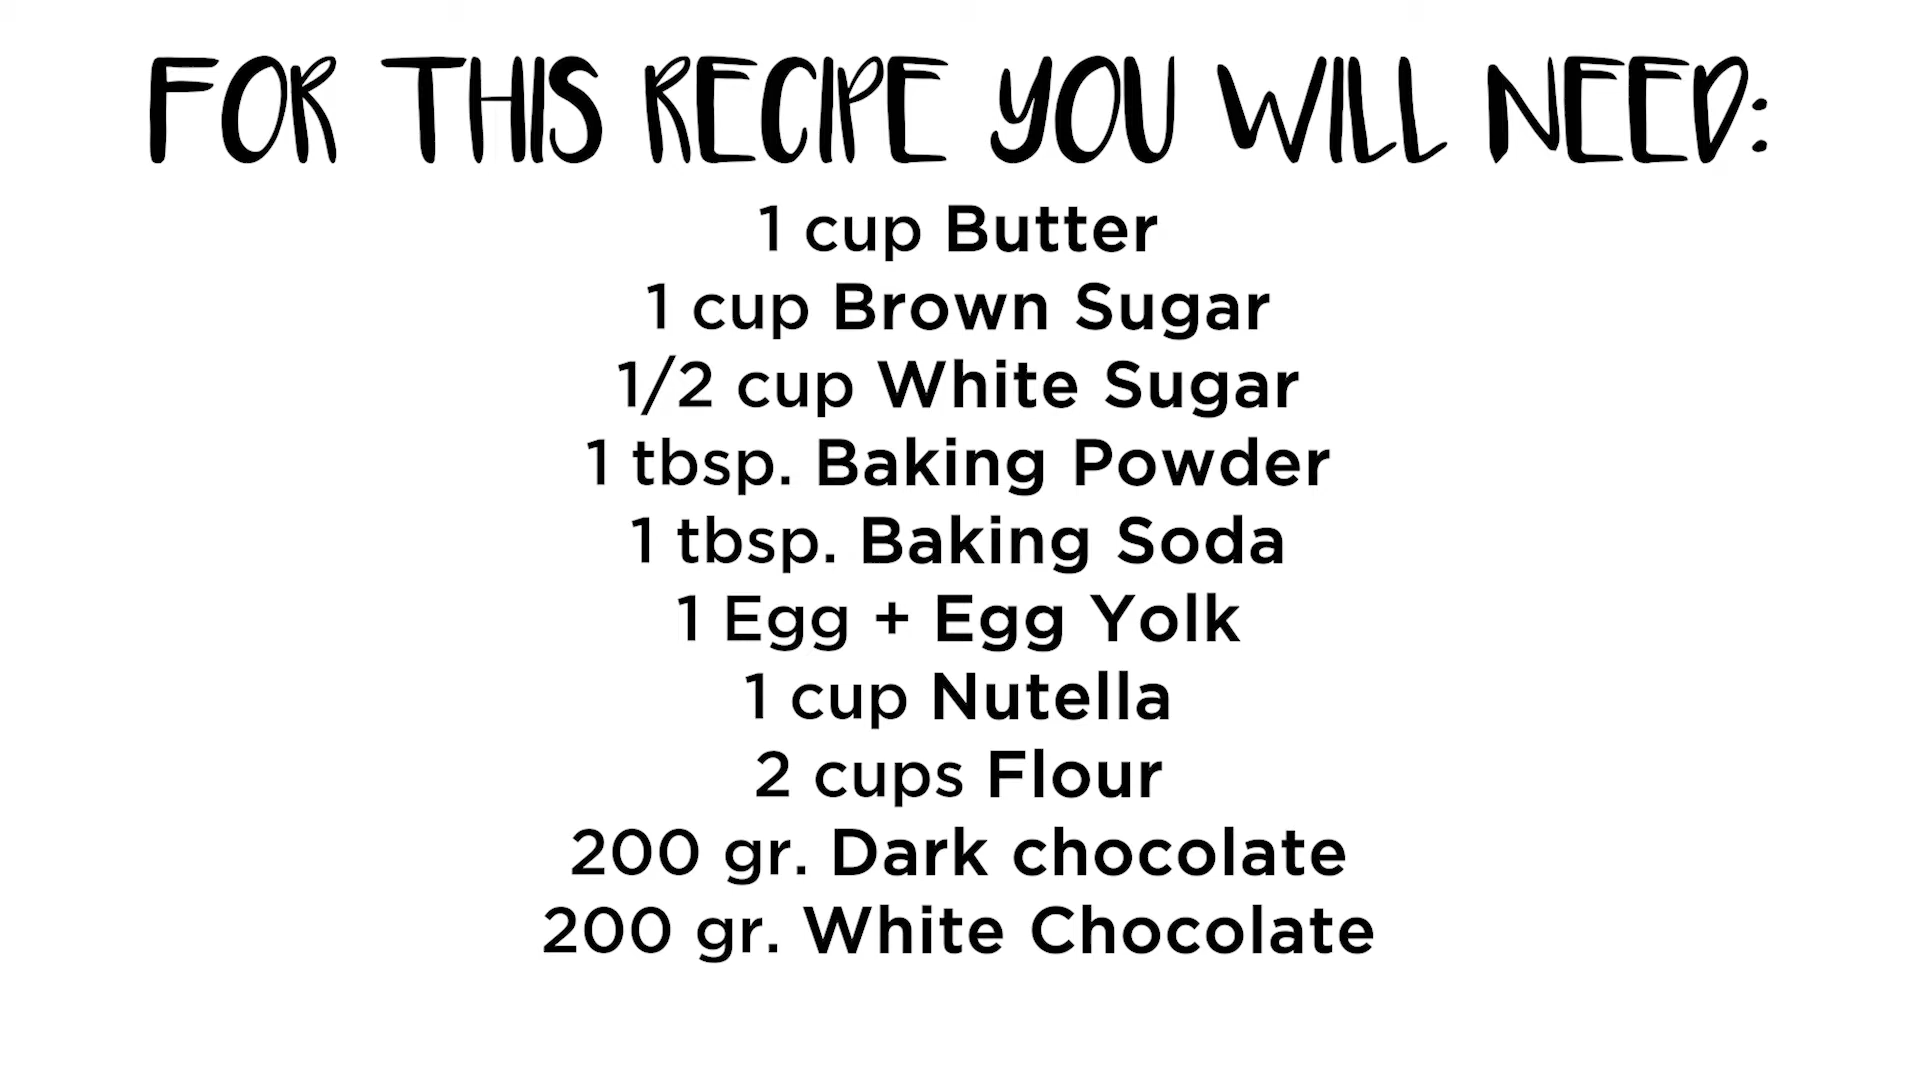 FOR THIS RECIPE YOU WILL NEED:
1 cup Butter
1 cup Brown Sugar
1/2 cup White Sugar
1 tbsp. Baking Powder
1 tbsp. Baking Soda
1 Egg + Egg Yolk
1 cup Nutella
2 cups Flour
200 gr. Dark chocolate
200 gr. White Chocolate